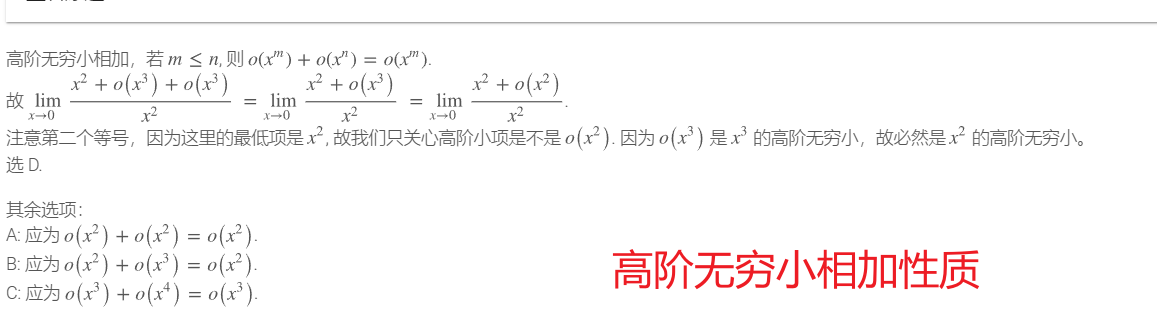 高阶无穷小相加，若 m ≤ n, 则 o(x^m) + o(x^n) = o(x^m).
故 lim_{x→0} \frac{x^2 + o(x^3) + o(x^3)}{x^2} = lim_{x→0} \frac{x^2 + o(x^3)}{x^2} = lim_{x→0} \frac{x^2 + o(x^2)}{x^2}.
注意第二个等号，因为这里的最低项是 x^2, 故我们只关心高阶小项是不是 o(x^2). 因为 o(x^3) 是 x^3 的高阶无穷小，故必然是 x^2 的高阶无穷小。
选 D.
其余选项：
A: 应为 o(x^2) + o(x^2) = o(x^2).
B: 应为 o(x^2) + o(x^3) = o(x^2).
C: 应为 o(x^3) + o(x^4) = o(x^3).
高阶无穷小相加性质